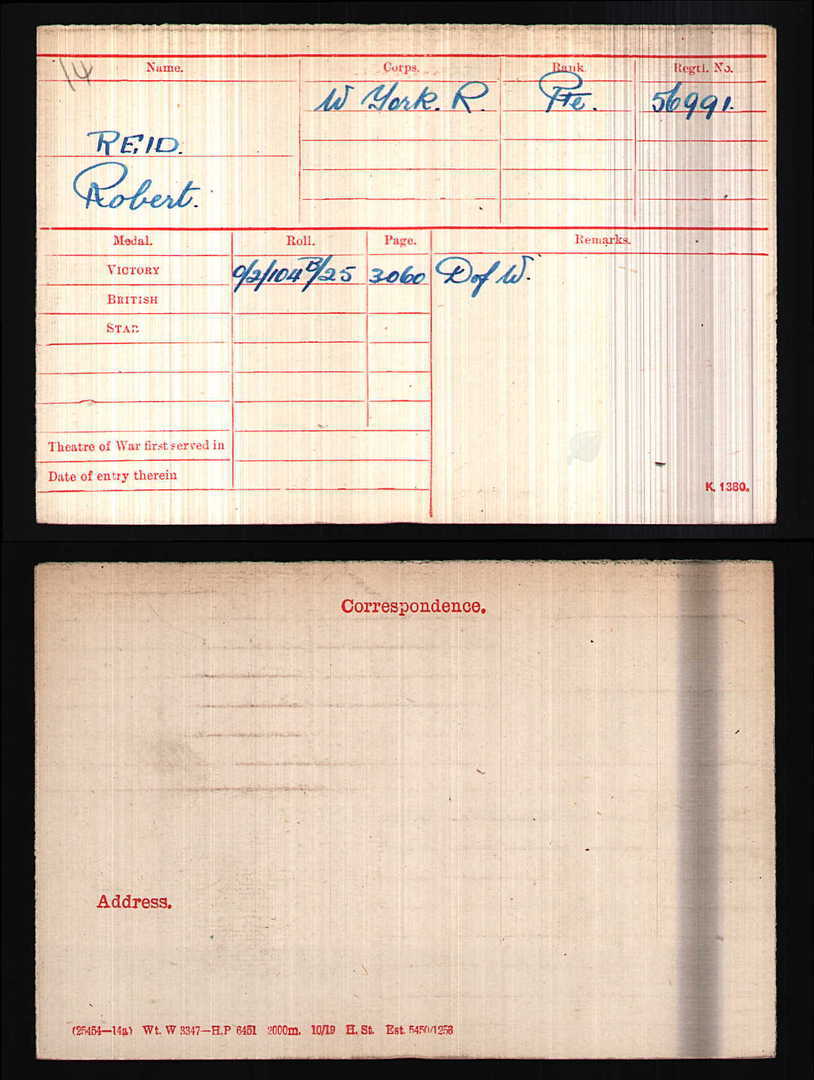 14
Name. Corps. Rank Regtl. No.
W York. R. Pte. 56991.
REID.
Robert.
Medal. Roll. Page. Remarks.
VICTORY 0/2/104B/25 3060 D of W.
BRITISH
STAR
Theatre of War first served in
Date of entry therein
K. 1380.
Correspondence.
Address.
(25454—14a) Wt. W 3347—H.P 6451 2000m. 10/19 H. St. Est. 5450/1256